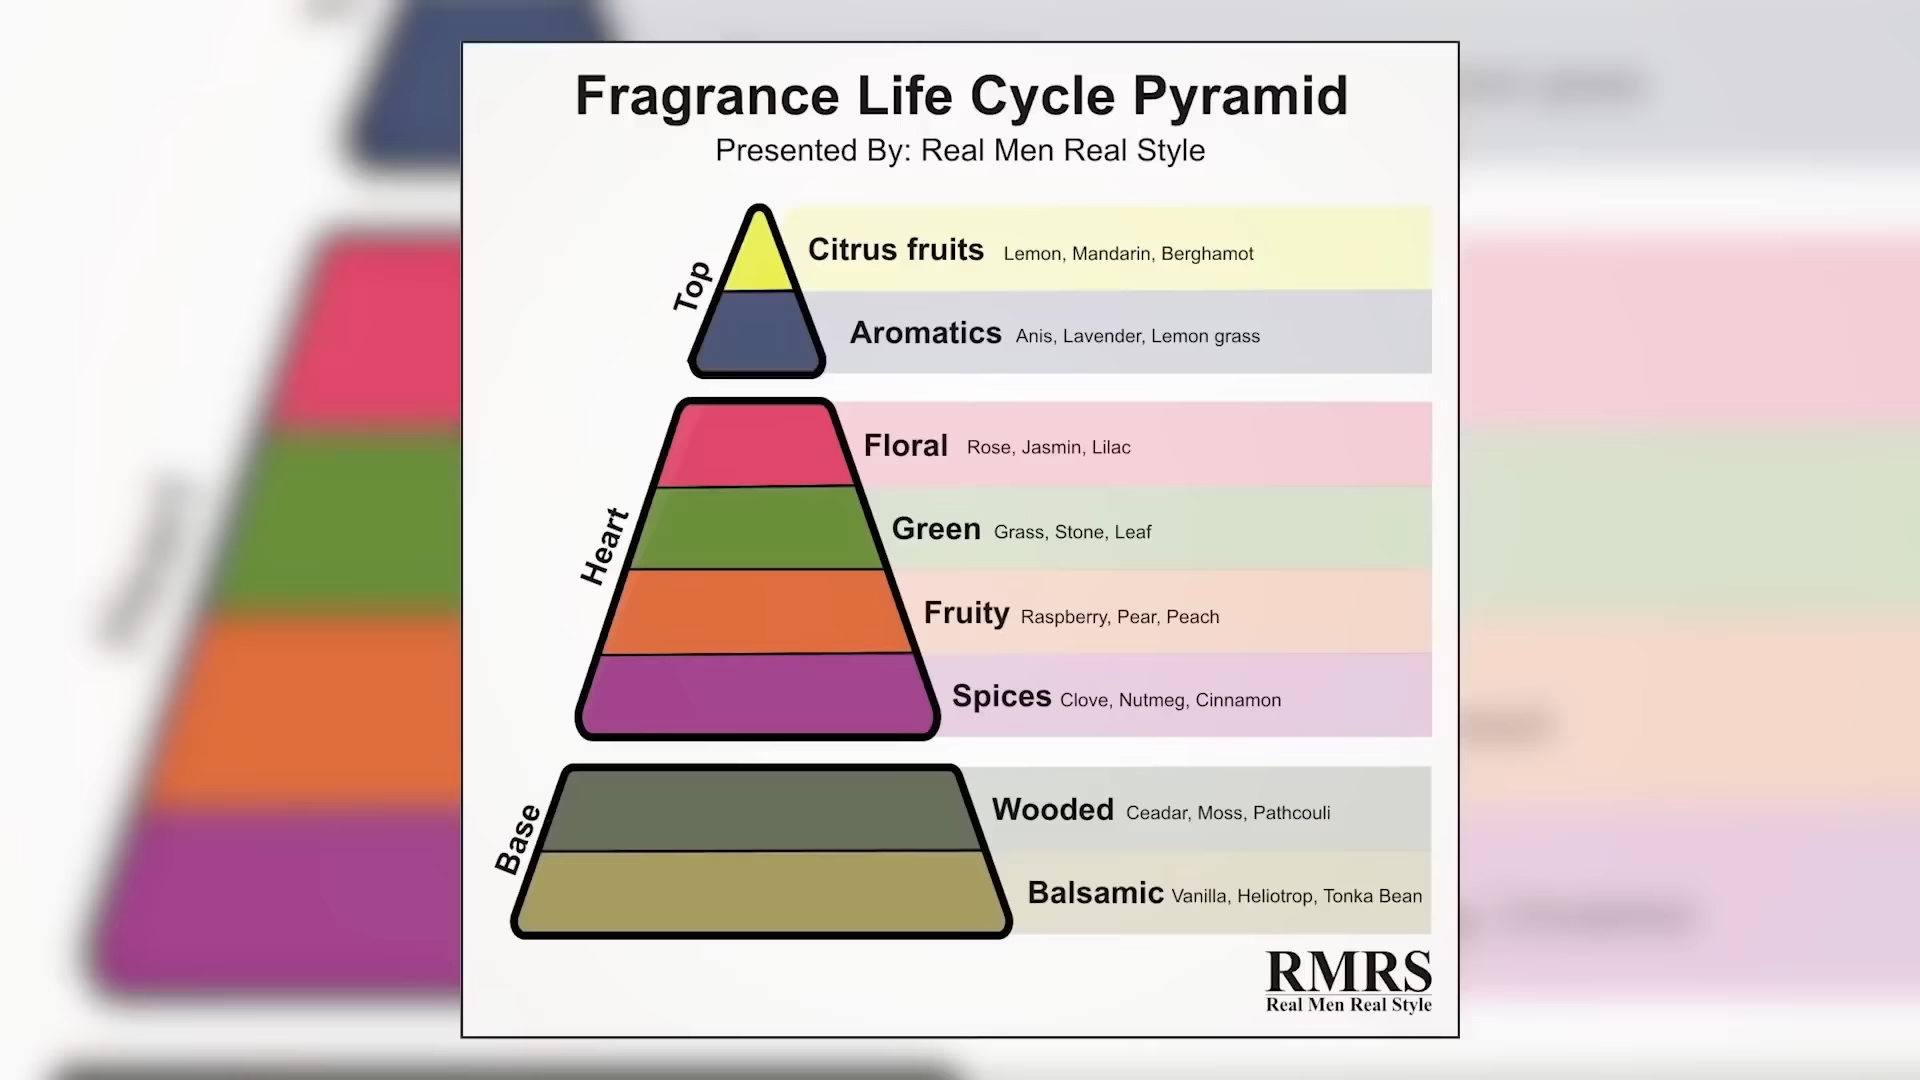 Fragrance Life Cycle Pyramid
Presented By: Real Men Real Style
Top
Citrus fruits Lemon, Mandarin, Berghamot
Aromatics Anis, Lavender, Lemon grass
Heart
Floral Rose, Jasmin, Lilac
Green Grass, Stone, Leaf
Fruity Raspberry, Pear, Peach
Spices Clove, Nutmeg, Cinnamon
Base
Wooded Ceadar, Moss, Pathcouli
Balsamic Vanilla, Heliotrop, Tonka Bean
RMRS
Real Men Real Style